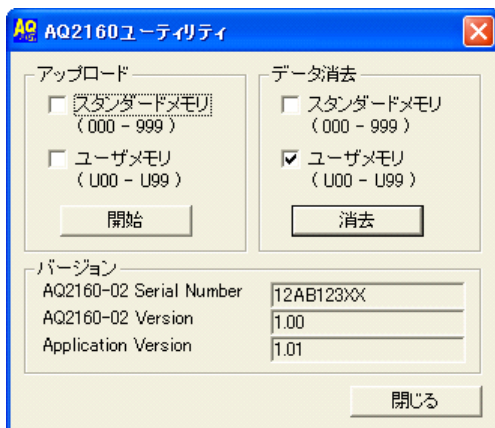 AQ2160ユーティリティ
アップロード
スタンダードメモリ
(000 - 999)
ユーザメモリ
(U00 - U99)
開始
データ消去
スタンダードメモリ
(000 - 999)
ユーザメモリ
(U00 - U99)
消去
バージョン
AQ2160-02 Serial Number 12AB123XX
AQ2160-02 Version 1.00
Application Version 1.01
閉じる